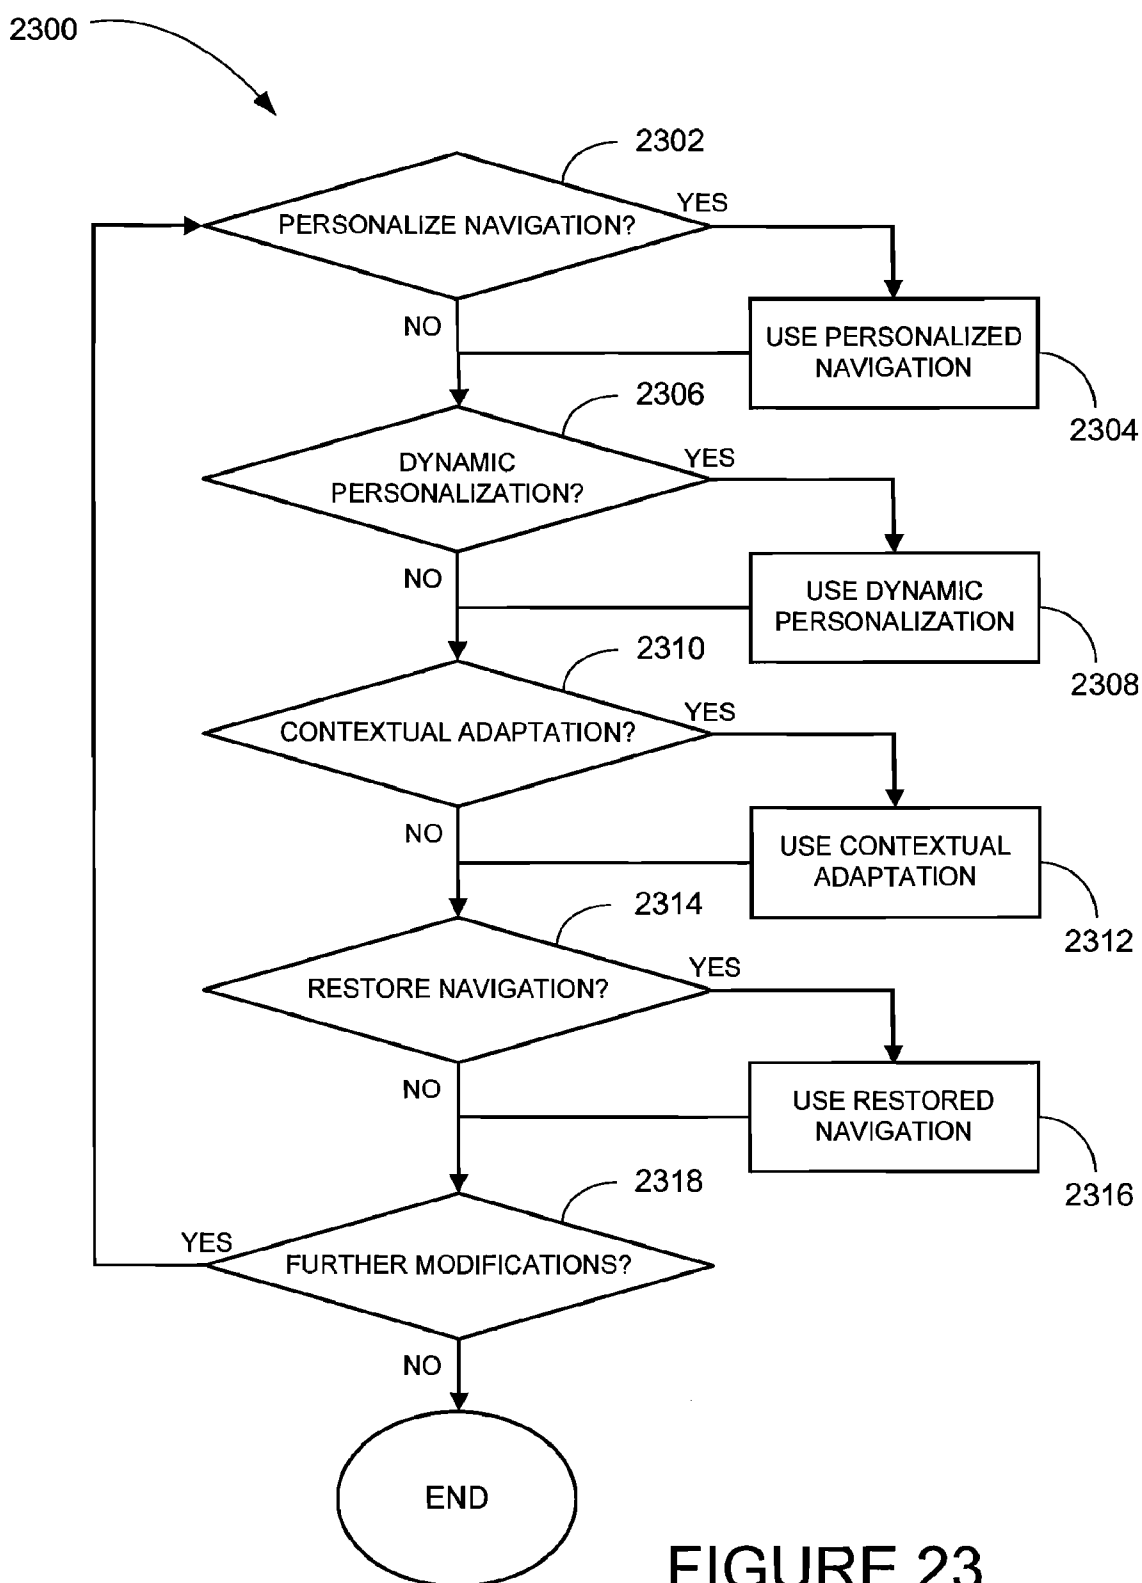 2300
2302
PERSONALIZE NAVIGATION?
YES
NO
USE PERSONALIZED
NAVIGATION
2304
2306
DYNAMIC
PERSONALIZATION?
YES
NO
USE DYNAMIC
PERSONALIZATION
2308
2310
CONTEXTUAL ADAPTATION?
YES
NO
USE CONTEXTUAL
ADAPTATION
2312
2314
RESTORE NAVIGATION?
YES
NO
USE RESTORED
NAVIGATION
2316
2318
YES
FURTHER MODIFICATIONS?
NO
END
FIGURE 23